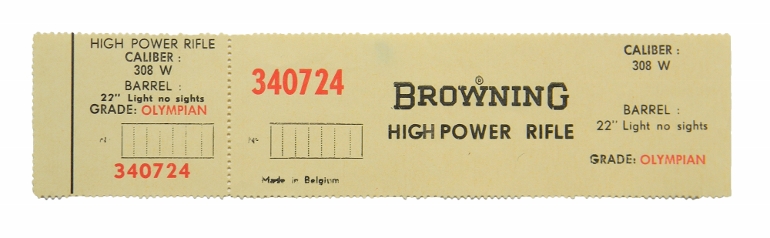 HIGH POWER RIFLE
CALIBER :
308 W
BARREL :
22" Light no sights
GRADE: OLYMPIAN
N
340724
340724
Nº
Made in Belgium
®
BROWNING
HIGH POWER RIFLE
CALIBER :
308 W
BARREL :
22" Light no sights
GRADE: OLYMPIAN